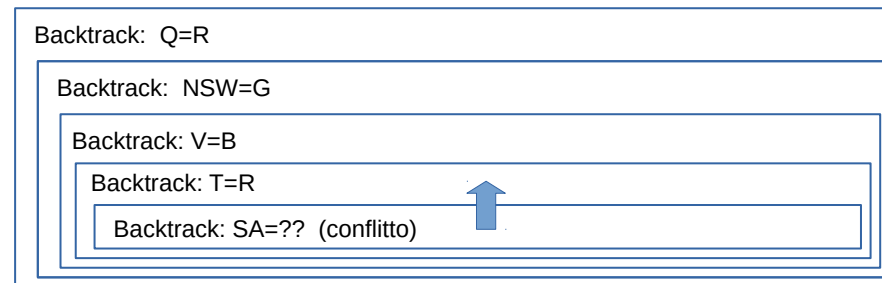 Backtrack:  Q=R
Backtrack:  NSW=G
Backtrack: V=B
Backtrack: T=R
Backtrack: SA=??  (conflitto)